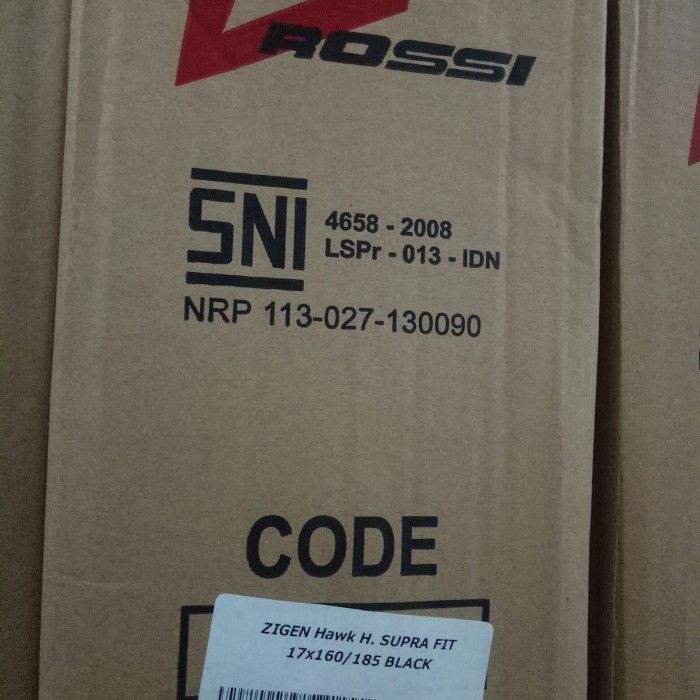 ROSSI
SNI
4658 - 2008
LSPr - 013 - IDN
NRP 113-027-130090
CODE
ZIGEN Hawk H. SUPRA FIT
17x160/185 BLACK